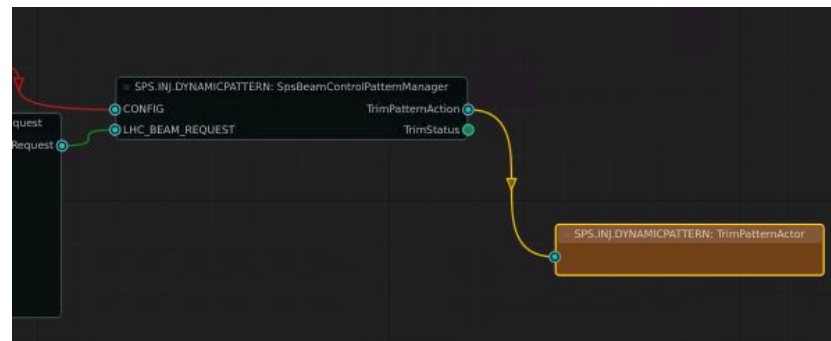 SPS.INJ.DYNAMICPATTERN: SpsBeamControlPatternManager
CONFIG TrimPatternAction
quest
LHC_BEAM_REQUEST TrimStatus
Request
SPS.INJ.DYNAMICPATTERN: TrimPatternActor